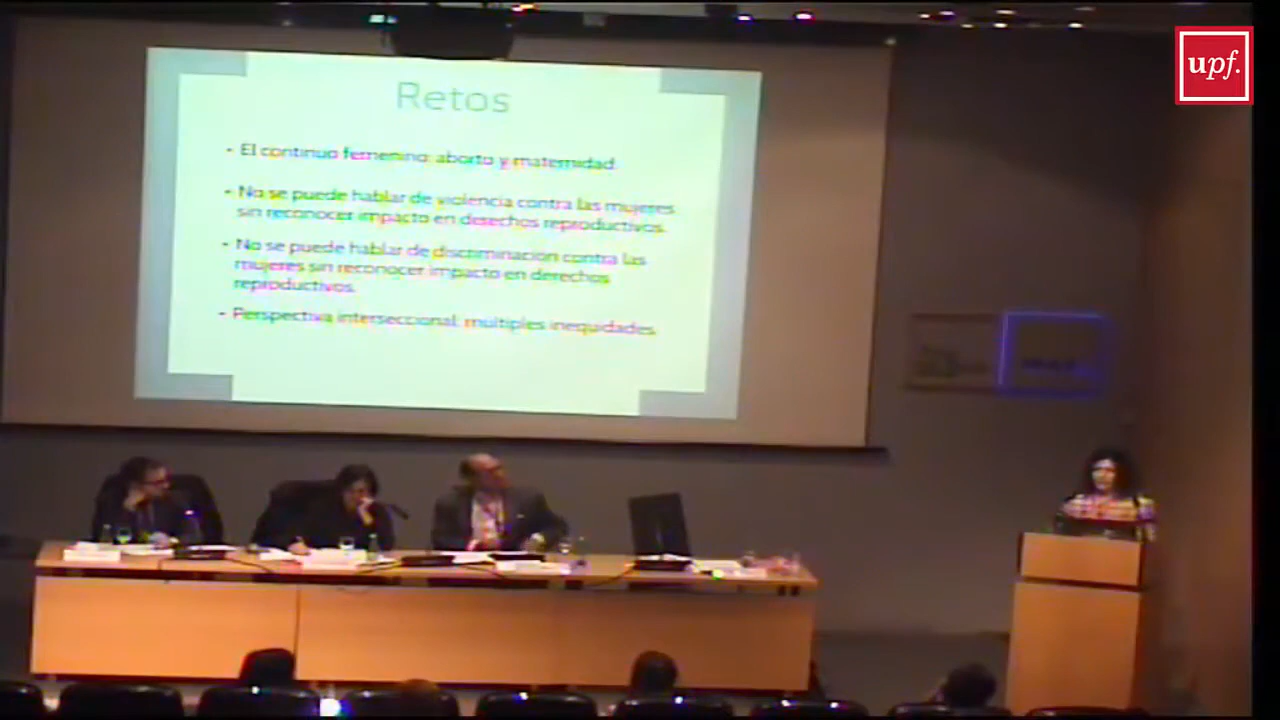 upf.
Retos
• El continuo femenino: aborto y maternidad.
• No se puede hablar de violencia contra las mujeres
sin reconocer impacto en derechos reproductivos.
• No se puede hablar de discriminación contra las
mujeres sin reconocer impacto en derechos
reproductivos.
• Perspectiva interseccional: múltiples inequidades